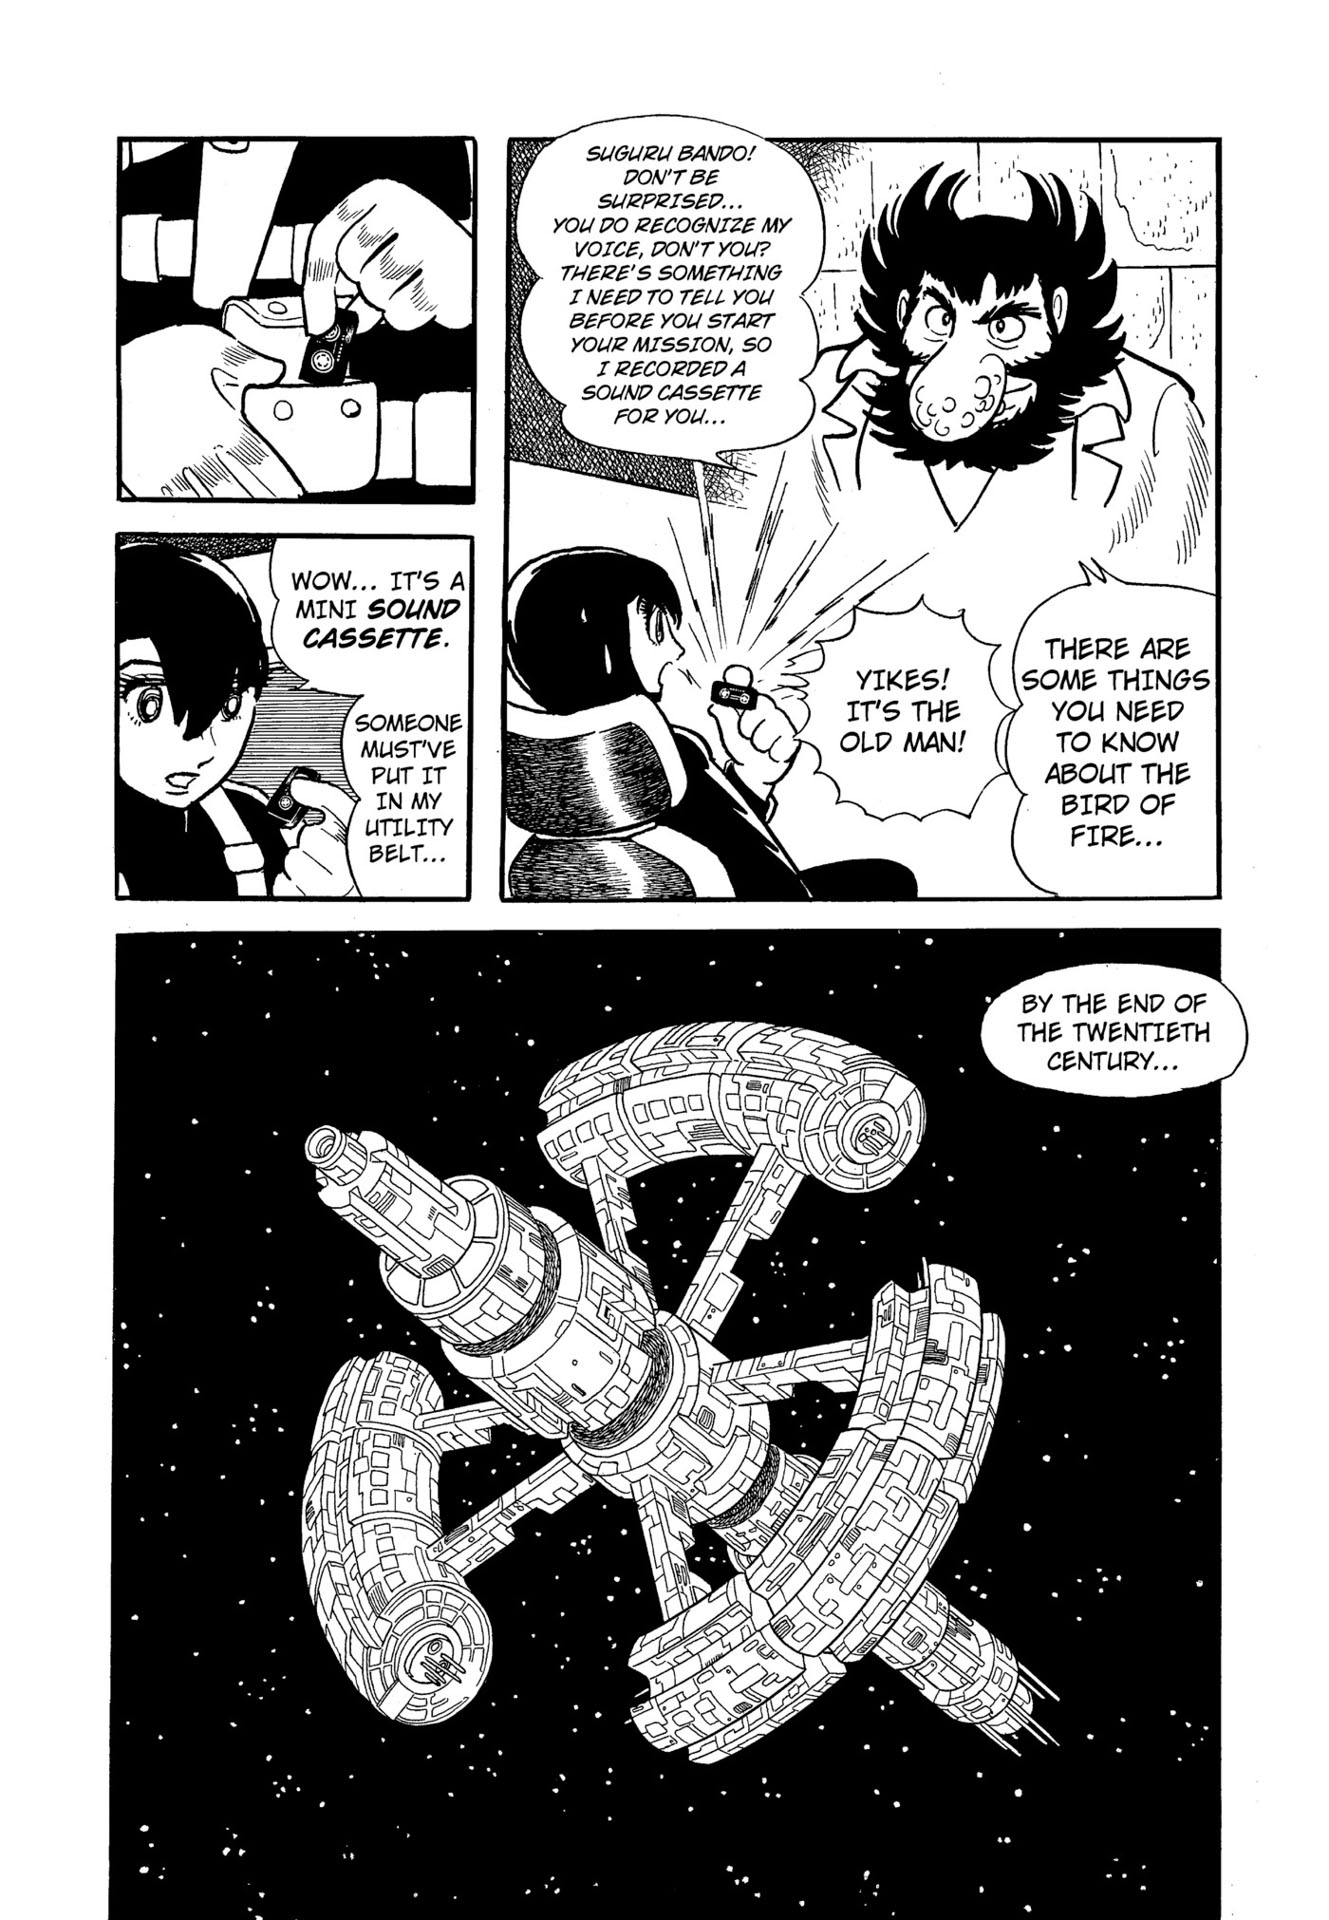 SUGURU BANDO!
DON'T BE
SURPRISED...
YOU DO RECOGNIZE MY
VOICE, DON'T YOU?
THERE'S SOMETHING
I NEED TO TELL YOU
BEFORE YOU START
YOUR MISSION, SO
I RECORDED A
SOUND CASSETTE
FOR YOU...
WOW... IT'S A
MINI SOUND
CASSETTE.
SOMEONE
MUST'VE
PUT IT
IN MY
UTILITY
BELT...
YIKES!
IT'S THE
OLD MAN!
THERE ARE
SOME THINGS
YOU NEED
TO KNOW
ABOUT THE
BIRD OF
FIRE...
BY THE END OF
THE TWENTIETH
CENTURY...